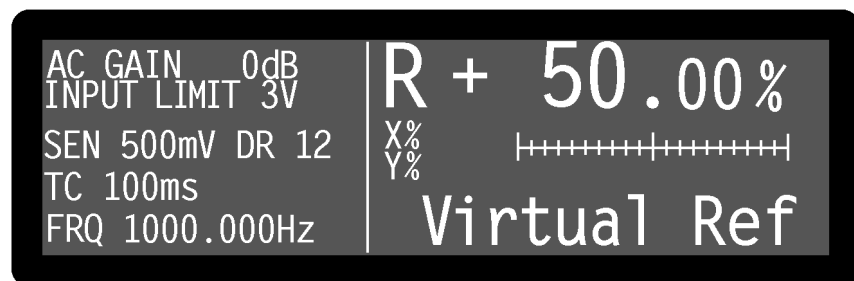 AC GAIN 0dB
INPUT LIMIT 3V
SEN 500mV DR 12
TC 100ms
FRQ 1000.000Hz
R + 50.00%
X%
Y%
Virtual Ref